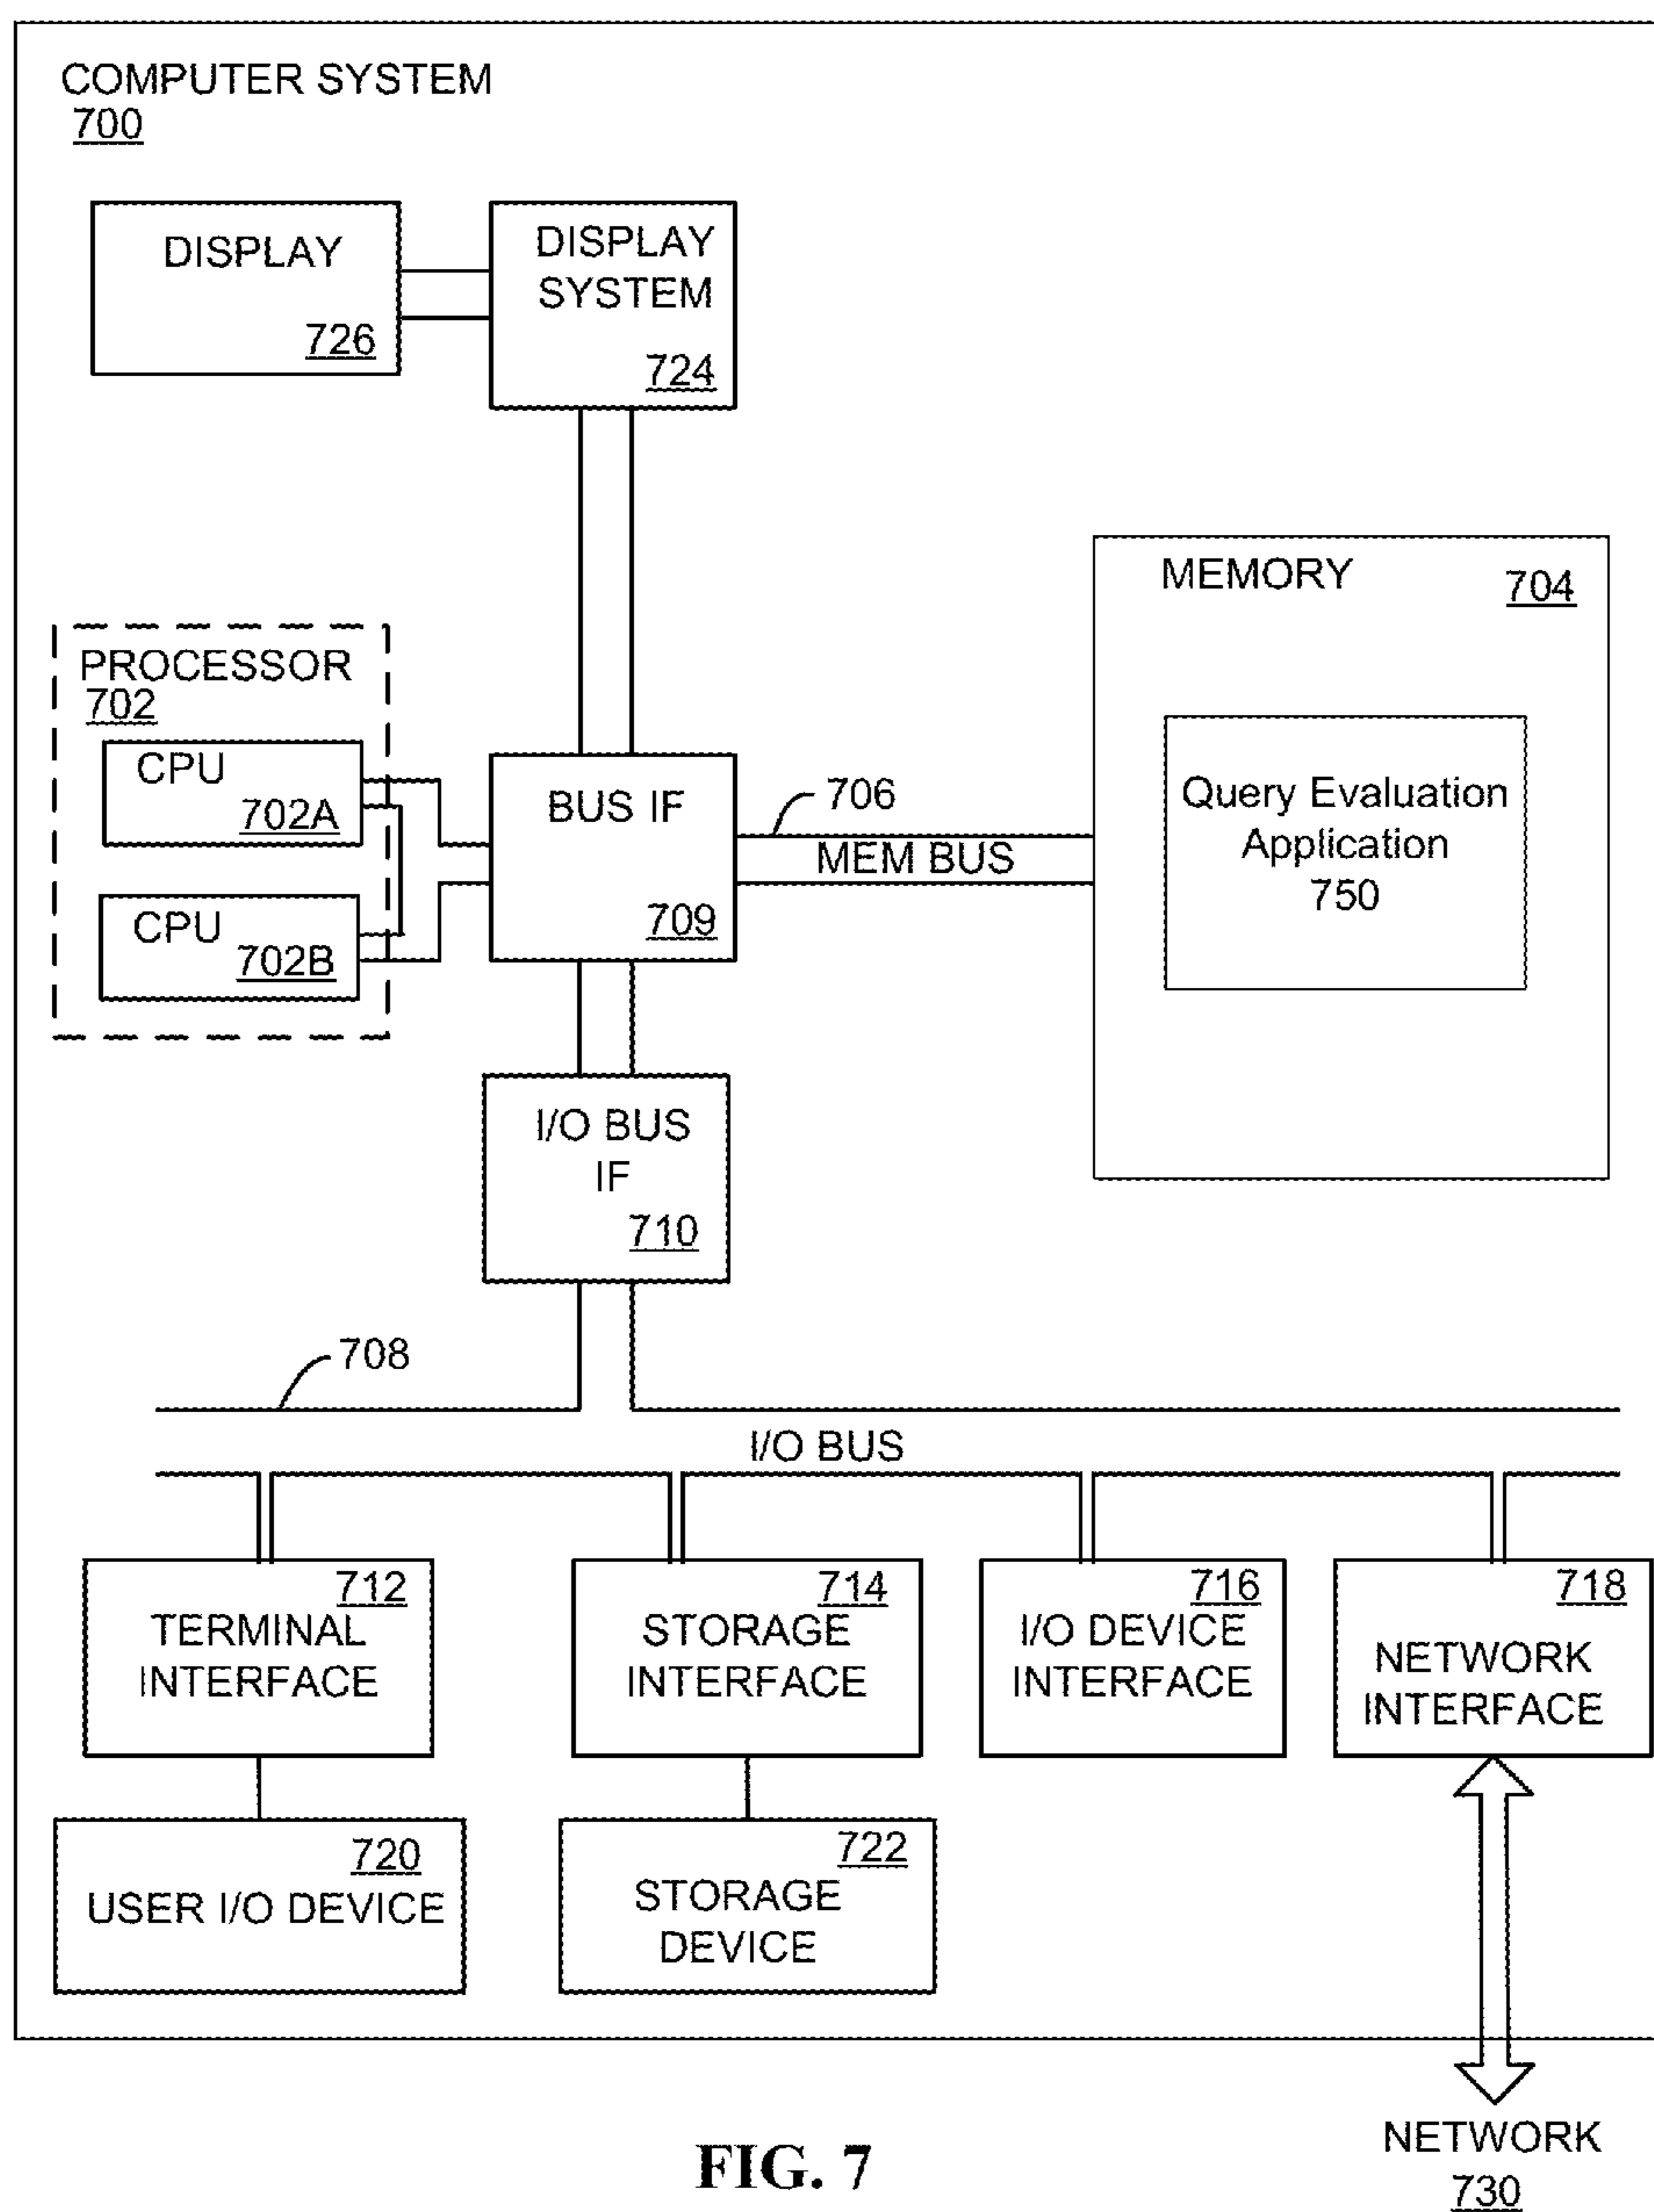 COMPUTER SYSTEM
700
DISPLAY
726
DISPLAY
SYSTEM
724
MEMORY
704
Query Evaluation
Application
750
PROCESSOR
702
CPU
702A
CPU
702B
BUS IF
709
706
MEM BUS
I/O BUS
IF
710
708
I/O BUS
712
TERMINAL
INTERFACE
714
STORAGE
INTERFACE
716
I/O DEVICE
INTERFACE
718
NETWORK
INTERFACE
720
USER I/O DEVICE
722
STORAGE
DEVICE
NETWORK
730
FIG. 7